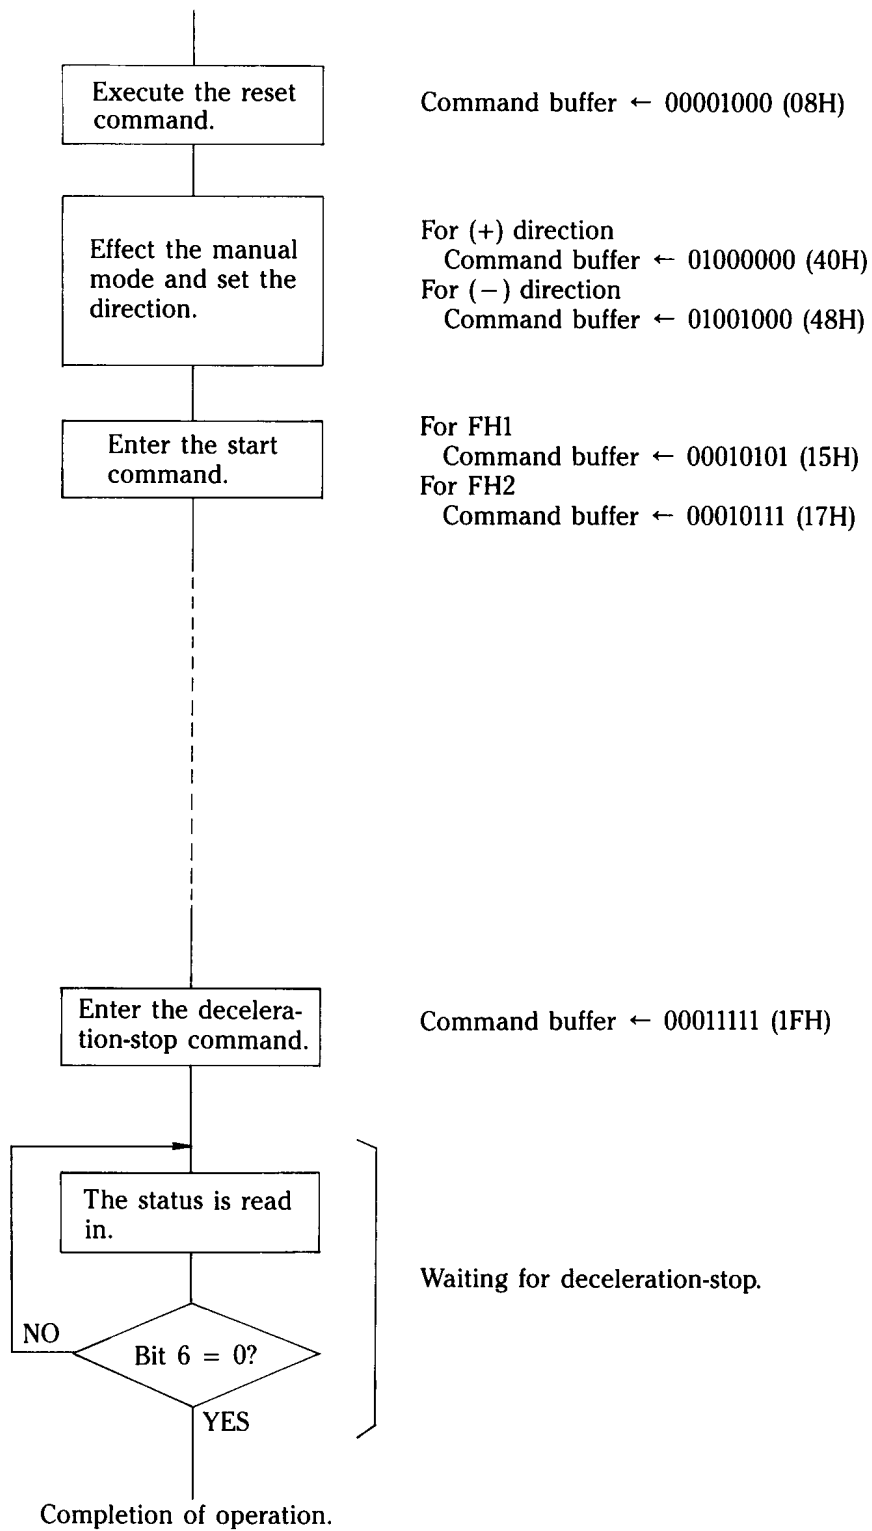 Execute the reset
command.
Command buffer ← 00001000 (08H)
Effect the manual
mode and set the
direction.
For (+) direction
Command buffer ← 01000000 (40H)
For (−) direction
Command buffer ← 01001000 (48H)
Enter the start
command.
For FH1
Command buffer ← 00010101 (15H)
For FH2
Command buffer ← 00010111 (17H)
Enter the decelera-
tion-stop command.
Command buffer ← 00011111 (1FH)
The status is read
in.
Waiting for deceleration-stop.
NO
Bit 6 = 0?
YES
Completion of operation.